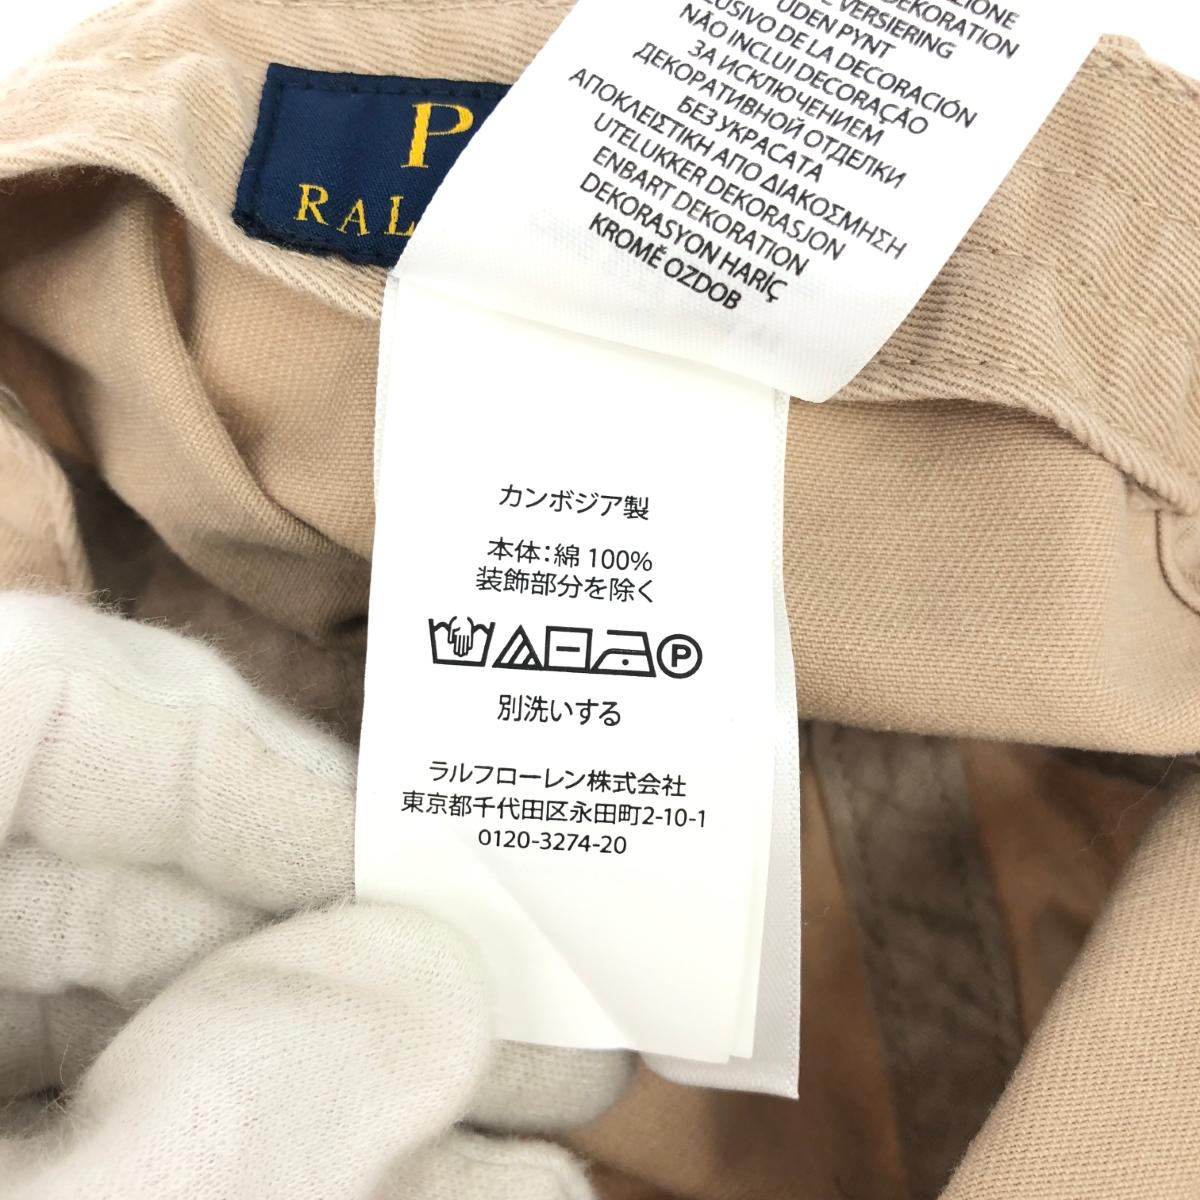 P
RAL
DEKORATION
VERSIERING
UDEN PYNT
DE LA DECORACIÓN
NÃO INCLUI DECORAÇÃO
ЗА ИСКЛЮЧЕНИЕМ
ДЕКОРАТИВНОЙ ОТДЕЛКИ
БЕЗ УКРАСАТА
ΑΠΟΚΛΕΙΣΤΙΚΗ ΑΠΟ ΔΙΑΚΟΣΜΗΣΗ
UTELUKKER DEKORASJON
ENBART DEKORATION
DEKORASYON HARİÇ
KROMĚ OZDOB
カンボジア製
本体：綿 100%
装飾部分を除く
P
別洗いする
ラルフローレン株式会社
東京都千代田区永田町2-10-1
0120-3274-20